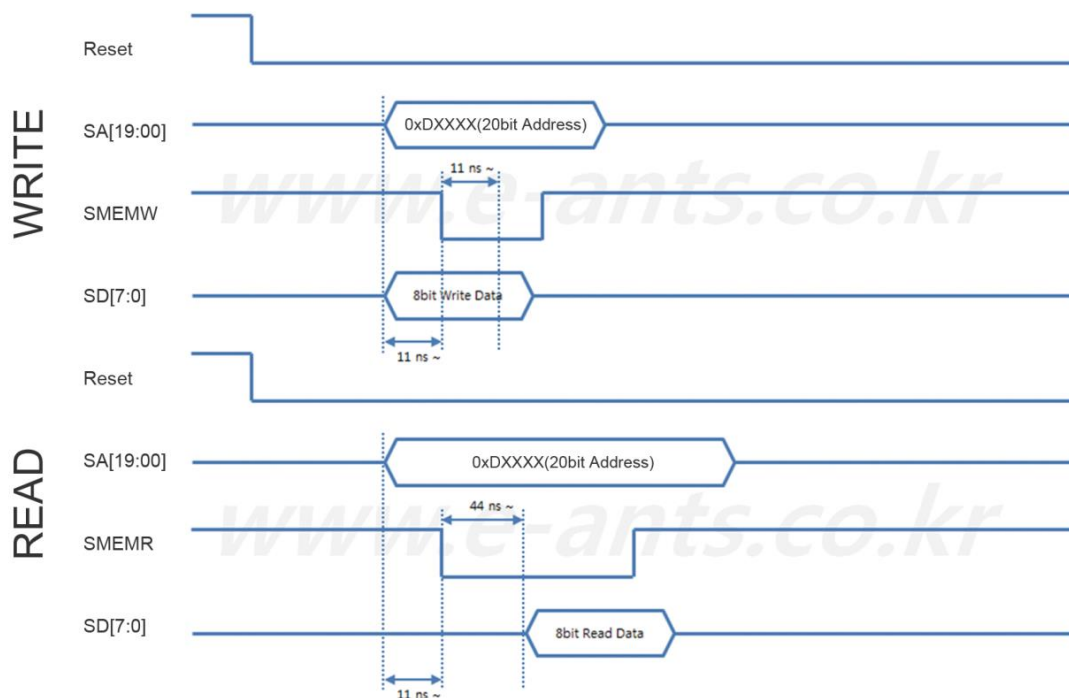 WRITE
Reset
SA[19:00]
0xDXXXX(20bit Address)
11 ns ~
SMEMW
www.e-ants.co.kr
SD[7:0]
8bit Write Data
11 ns ~
READ
Reset
SA[19:00]
0xDXXXX(20bit Address)
44 ns ~
SMEMR
www.e-ants.co.kr
SD[7:0]
8bit Read Data
11 ns ~